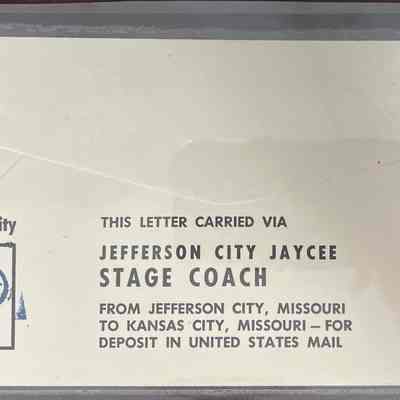 ity
THIS LETTER CARRIED VIA
JEFFERSON CITY JAYCEE
STAGE COACH
FROM JEFFERSON CITY, MISSOURI
TO KANSAS CITY, MISSOURI — FOR
DEPOSIT IN UNITED STATES MAIL